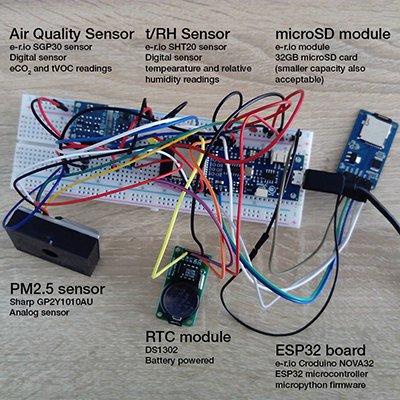 Air Quality Sensor
e-r.io SGP30 sensor
Digital sensor
eCO2 and tVOC readings
t/RH Sensor
e-r.io SHT20 sensor
Digital sensor
tempearature and relative
humidity readings
microSD module
e-r.io module
32GB microSD card
(smaller capacity also
acceptable)
PM2.5 sensor
Sharp GP2Y1010AU
Analog sensor
RTC module
DS1302
Battery powered
ESP32 board
e-r.io Croduino NOVA32
ESP32 microcontroller
micropython firmware